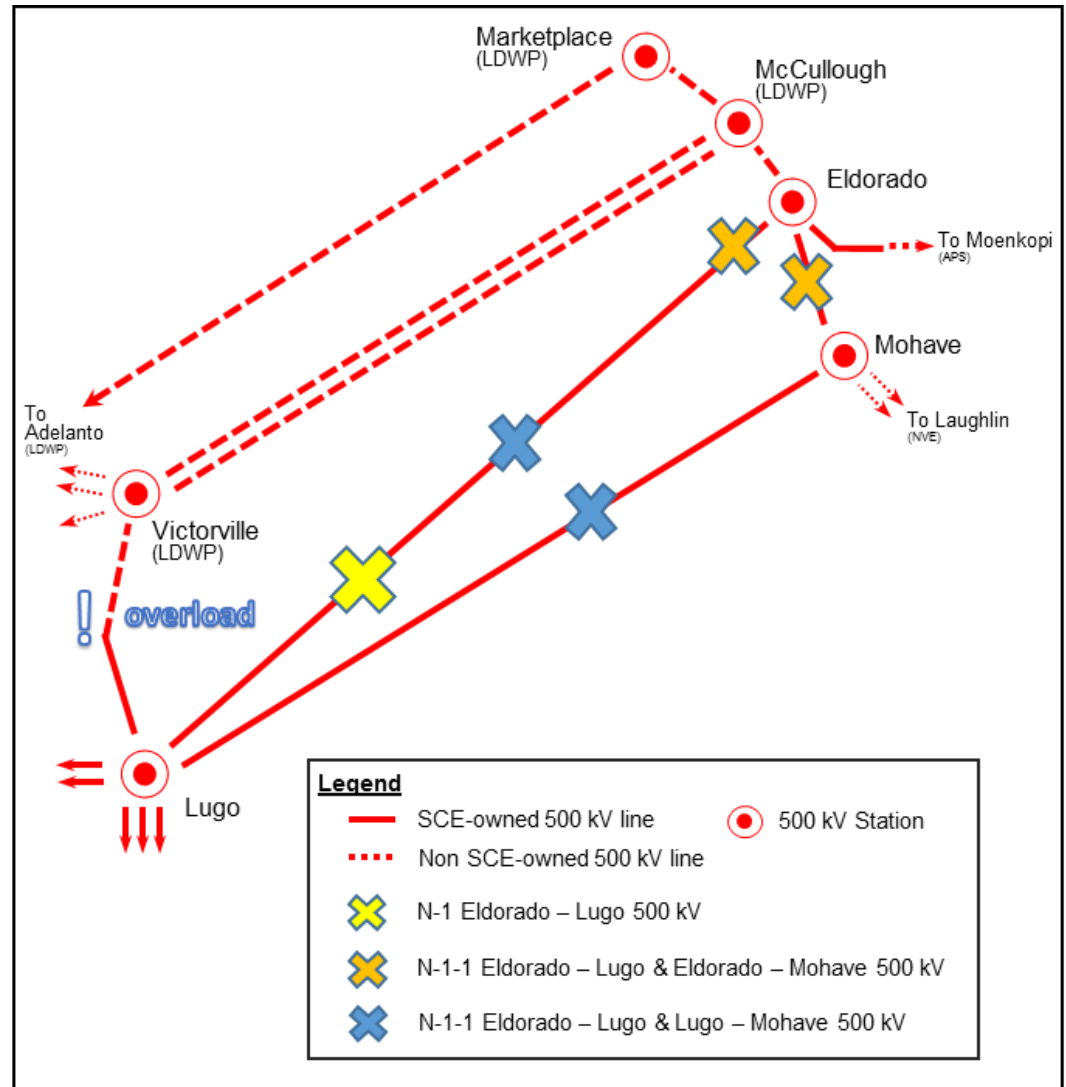 Marketplace
(LDWP)
McCullough
(LDWP)
Eldorado
To Moenkopi
(APS)
Mohave
To Laughlin
(NVE)
To
Adelanto
(LDWP)
Victorville
(LDWP)
! overload
Lugo
Legend
SCE-owned 500 kV line
500 kV Station
Non SCE-owned 500 kV line
N-1 Eldorado – Lugo 500 kV
N-1-1 Eldorado – Lugo & Eldorado – Mohave 500 kV
N-1-1 Eldorado – Lugo & Lugo – Mohave 500 kV